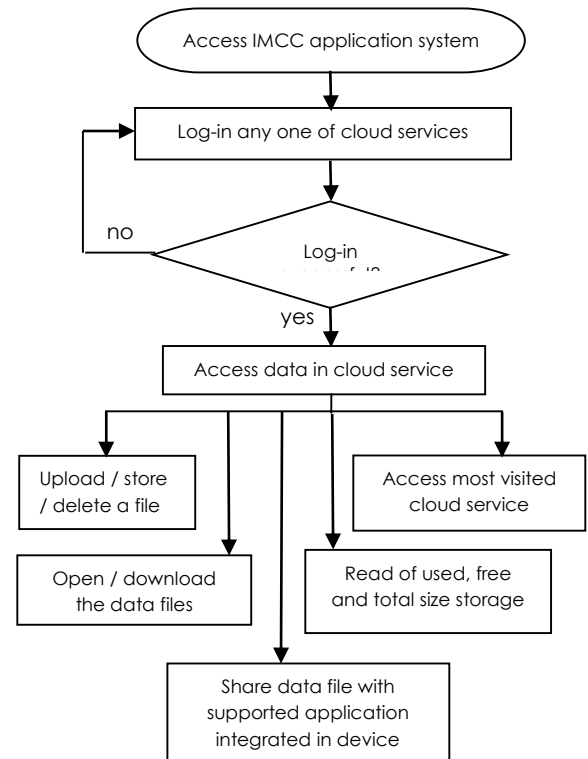 Access IMCC application system
Log-in any one of cloud services
no
Log-in
yes
Access data in cloud service
Upload / store
/ delete a file
Access most visited
cloud service
Open / download
the data files
Read of used, free
and total size storage
Share data file with
supported application
integrated in device